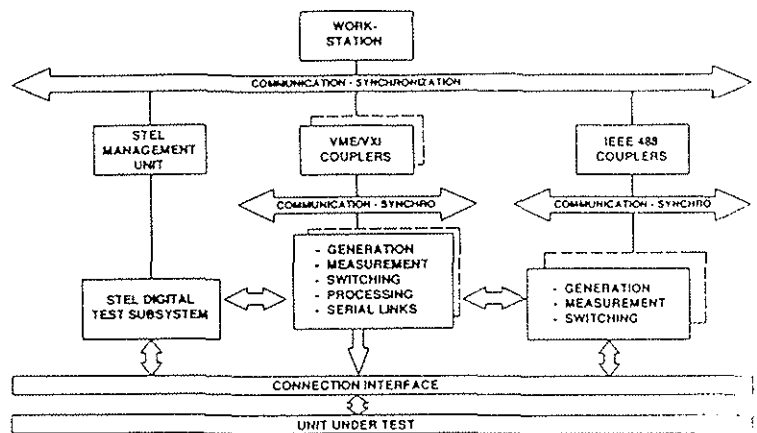 WORK-
STATION
COMMUNICATION - SYNCHRONIZATION
STEL
MANAGEMENT
UNIT
VME/VXI
COUPLERS
IEEE 488
COUPLERS
COMMUNICATION - SYNCHRO
COMMUNICATION - SYNCHRO
STEL DIGITAL
TEST SUBSYSTEM
- GENERATION
- MEASUREMENT
- SWITCHING
- PROCESSING
- SERIAL LINKS
- GENERATION
- MEASUREMENT
- SWITCHING
CONNECTION INTERFACE
UNIT UNDER TEST